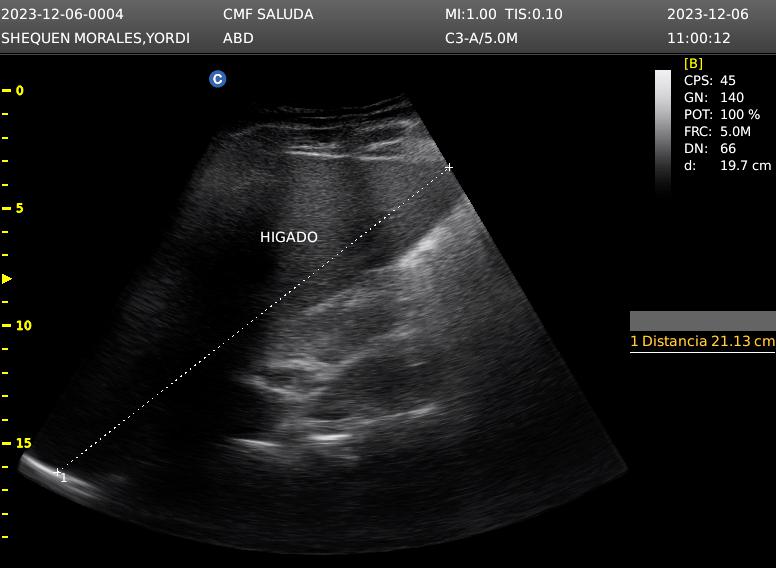 2023-12-06-0004 CMF SALUDA MI:1.00 TIS:0.10 2023-12-06
SHEQUEN MORALES,YORDI ABD C3-A/5.0M 11:00:12
C
[B]
CPS: 45
GN: 140
POT: 100 %
FRC: 5.0M
DN: 66
d: 19.7 cm
0
5
HIGADO
10
1 Distancia 21.13 cm
15
1